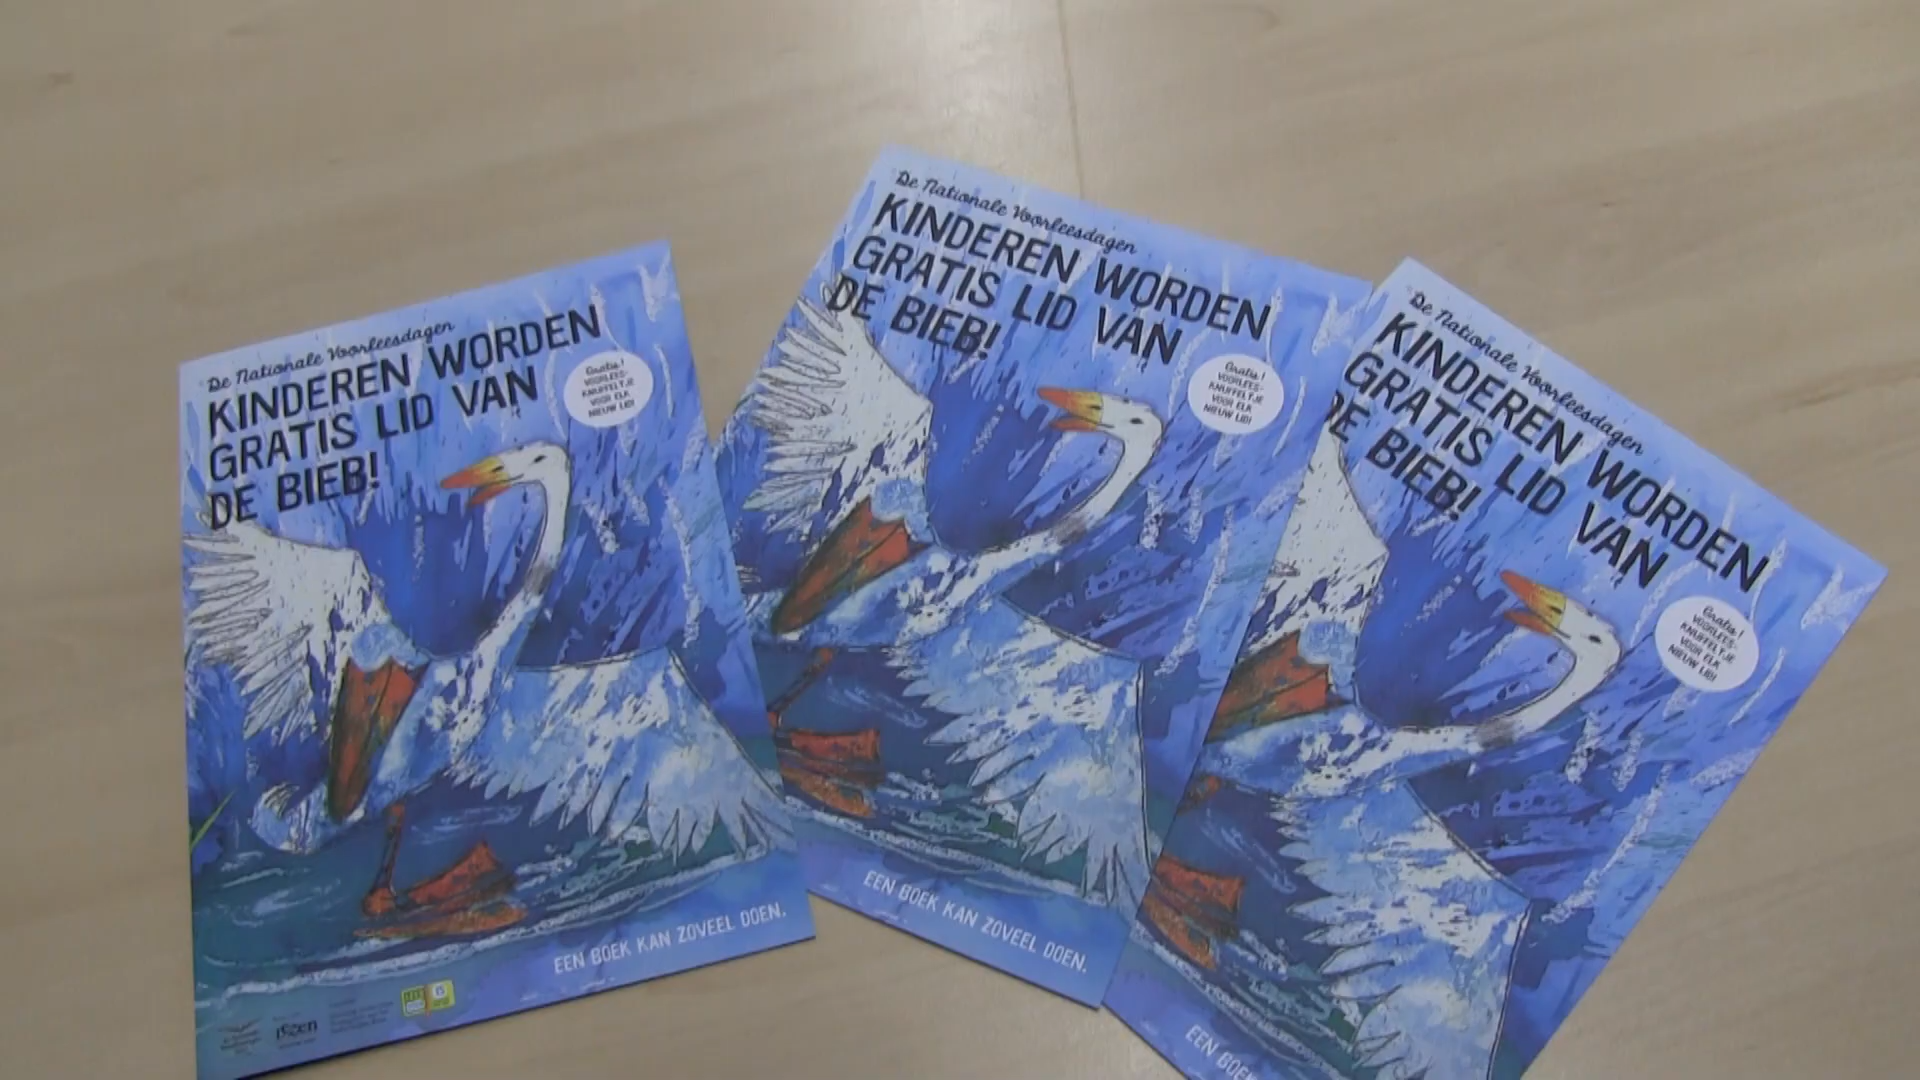 De Nationale Voorleesdagen
KINDEREN WORDEN
GRATIS LID VAN
DE BIEB!
Gratis!
VOORLEES-
KNUFFELTJE
VOOR ELK
NIEUW LID!
EEN BOEK KAN ZOVEEL DOEN.
De Nationale Voorleesdagen
KINDEREN WORDEN
GRATIS LID VAN
DE BIEB!
Gratis!
VOORLEES-
KNUFFELTJE
VOOR ELK
NIEUW LID!
EEN BOEK KAN ZOVEEL DOEN.
De Nationale Voorleesdagen
KINDEREN WORDEN
GRATIS LID VAN
DE BIEB!
Gratis!
VOORLEES-
KNUFFELTJE
VOOR ELK
NIEUW LID!
EEN BOEK